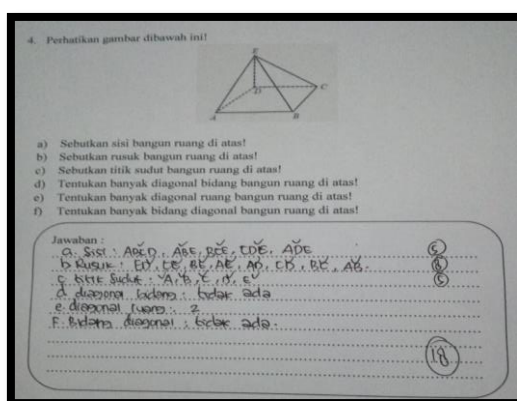 4. Perhatikan gambar dibawah ini!
E
D
C
A
B
a) Sebutkan sisi bangun ruang di atas!
b) Sebutkan rusuk bangun ruang di atas!
c) Sebutkan titik sudut bangun ruang di atas!
d) Tentukan banyak diagonal bidang bangun ruang di atas!
e) Tentukan banyak diagonal ruang bangun ruang di atas!
f) Tentukan banyak bidang diagonal bangun ruang di atas!
Jawaban :
a. Sisi : ABCD, ABE, BCE, CDE, ADE 5
b. Rusuk : ED, CE, BE, AE, AD, CD, BC, AB. 8
c. titik Sudut : A, B, C, D, E 5
d. diagonal bidang : tidak ada
e. diagonal ruang : 2
F. Bidang diagonal : tidak ada.
18